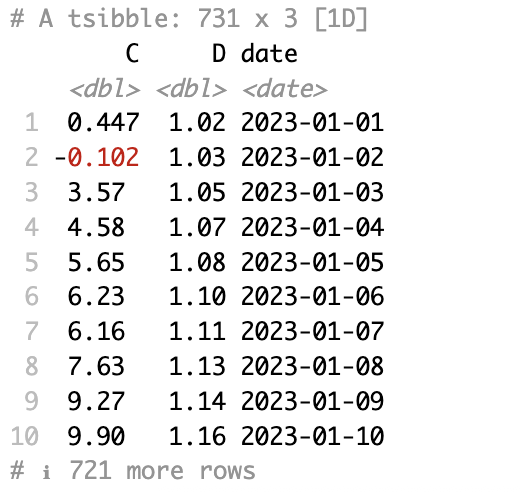 # A tsibble: 731 x 3 [1D]
C D date
<dbl> <dbl> <date>
1 0.447 1.02 2023-01-01
2 -0.102 1.03 2023-01-02
3 3.57 1.05 2023-01-03
4 4.58 1.07 2023-01-04
5 5.65 1.08 2023-01-05
6 6.23 1.10 2023-01-06
7 6.16 1.11 2023-01-07
8 7.63 1.13 2023-01-08
9 9.27 1.14 2023-01-09
10 9.90 1.16 2023-01-10
# ℹ 721 more rows